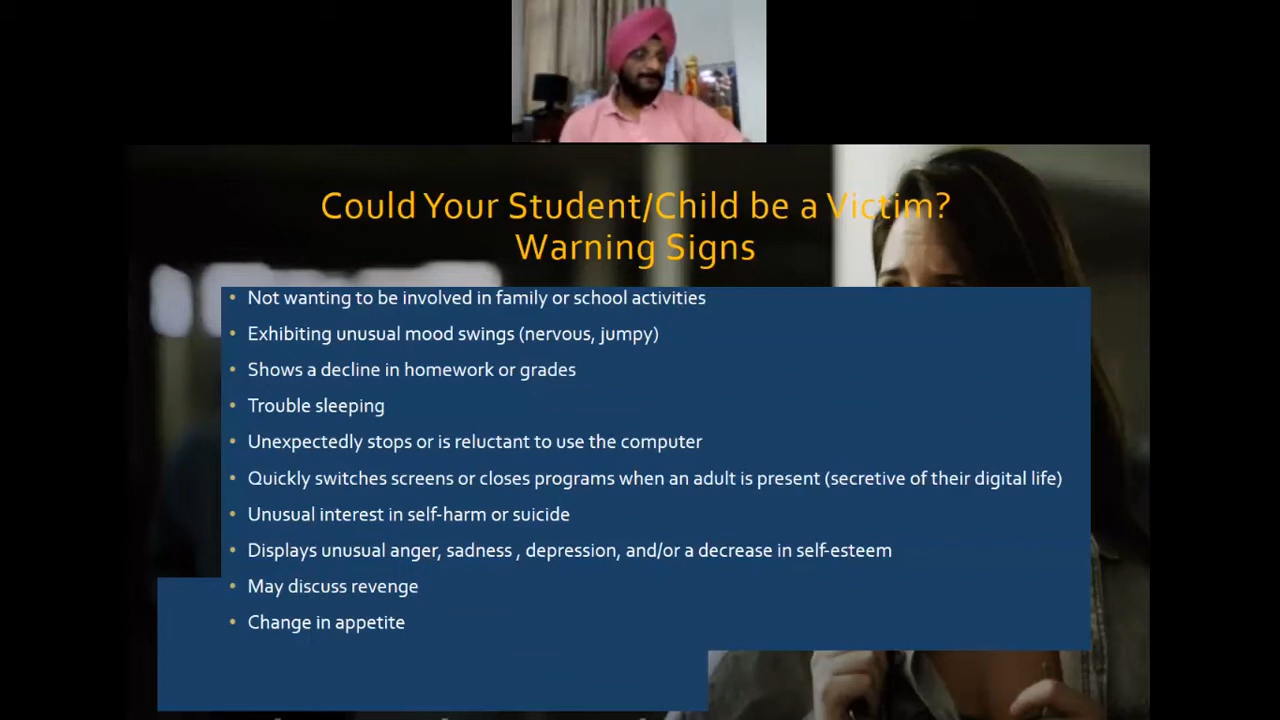 Could Your Student/Child be a Victim?
Warning Signs
• Not wanting to be involved in family or school activities
• Exhibiting unusual mood swings (nervous, jumpy)
• Shows a decline in homework or grades
• Trouble sleeping
• Unexpectedly stops or is reluctant to use the computer
• Quickly switches screens or closes programs when an adult is present (secretive of their digital life)
• Unusual interest in self-harm or suicide
• Displays unusual anger, sadness , depression, and/or a decrease in self-esteem
• May discuss revenge
• Change in appetite